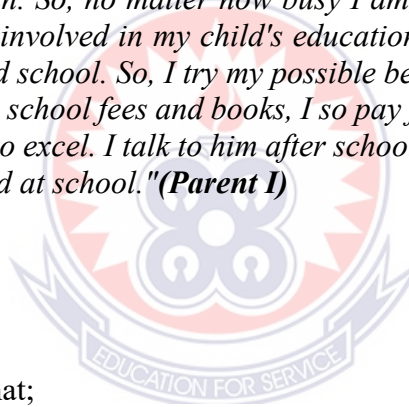 So, no matter how busy I am
involved in my child's education
d school. So, I try my possible be
school fees and books, I so pay
o excel. I talk to him after schoo
d at school."(Parent I)
EDUCATION FOR SERVICE
nat;